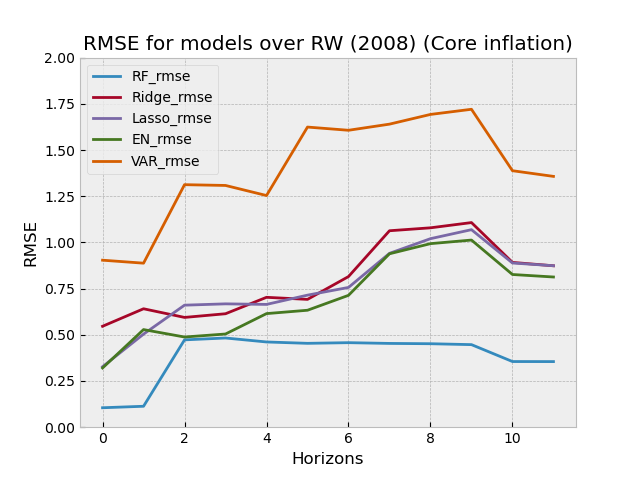 RMSE for models over RW (2008) (Core inflation)
2.00
1.75
1.50
1.25
1.00
0.75
0.50
0.25
0.00
RMSE
RF_rmse
Ridge_rmse
Lasso_rmse
EN_rmse
VAR_rmse
0 2 4 6 8 10
Horizons